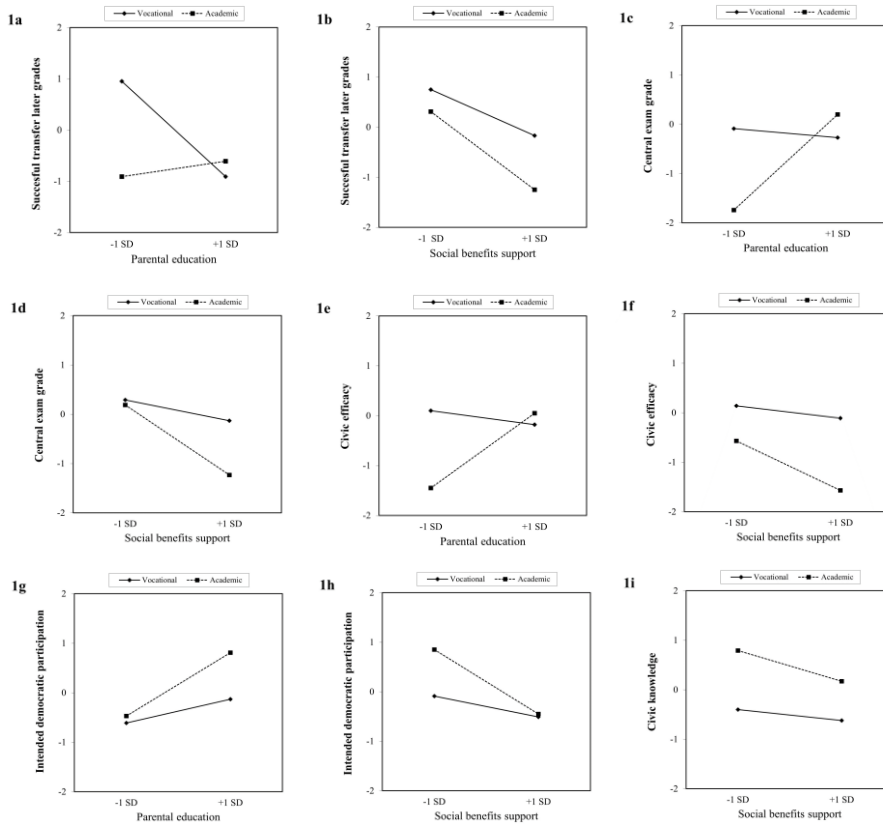 1a
Vocational Academic
Succesful transfer later grades
2
1
0
-1
-2
-1 SD +1 SD
Parental education
1b
Vocational Academic
Succesful transfer later grades
2
1
0
-1
-2
-1 SD +1 SD
Social benefits support
1c
Vocational Academic
Central exam grade
2
1
0
-1
-2
-1 SD +1 SD
Parental education
1d
Vocational Academic
Central exam grade
2
1
0
-1
-2
-1 SD +1 SD
Social benefits support
1e
Vocational Academic
Civic efficacy
2
1
0
-1
-2
-1 SD +1 SD
Parental education
1f
Vocational Academic
Civic efficacy
2
1
0
-1
-2
-1 SD +1 SD
Social benefits support
1g
Vocational Academic
Intended democratic participation
2
1
0
-1
-2
-1 SD +1 SD
Parental education
1h
Vocational Academic
Intended democratic participation
2
1
0
-1
-2
-1 SD +1 SD
Social benefits support
1i
Vocational Academic
Civic knowledge
2
1
0
-1
-2
-1 SD +1 SD
Social benefits support